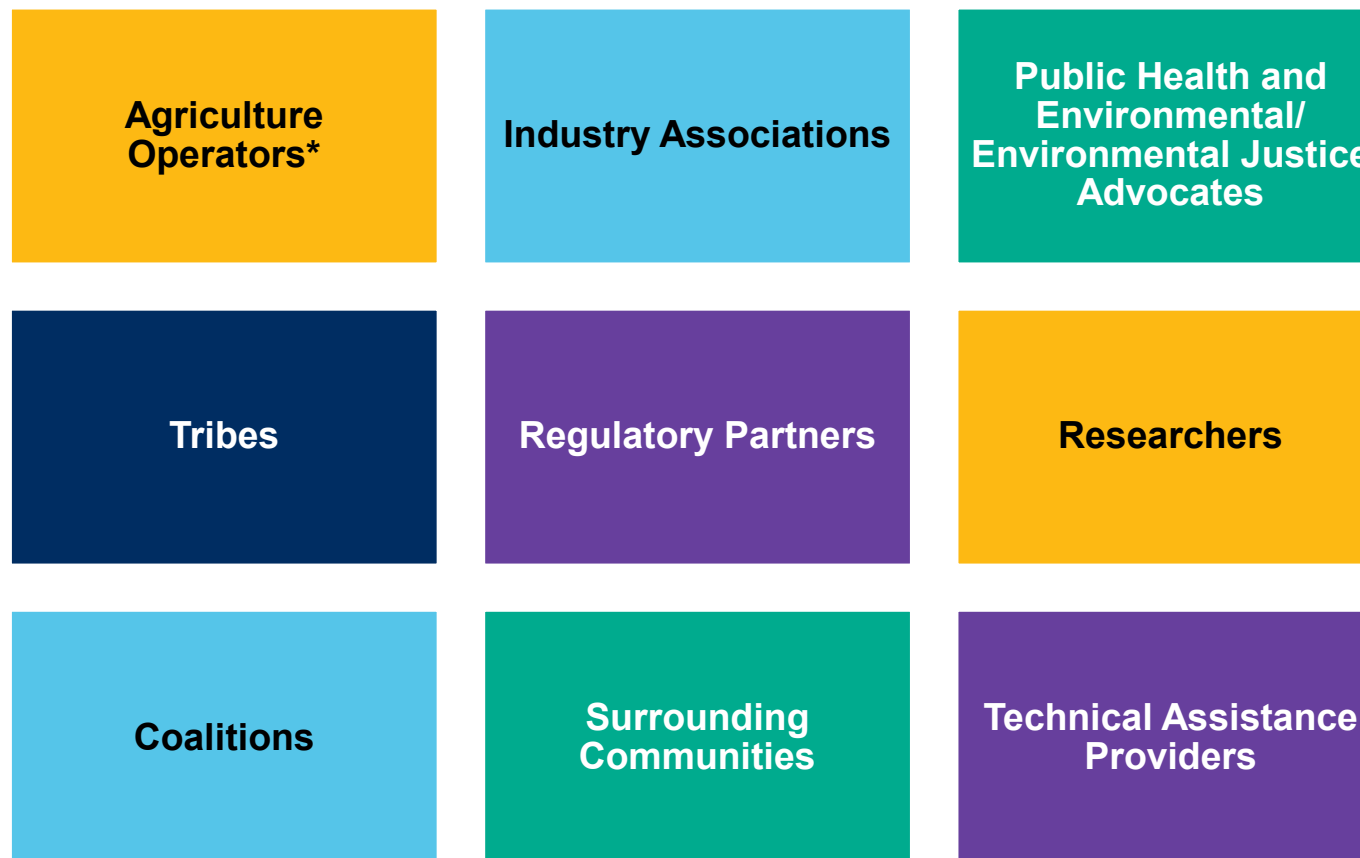 Agriculture
Operators*
Industry Associations
Public Health and
Environmental/
Environmental Justice
Advocates
Tribes
Regulatory Partners
Researchers
Coalitions
Surrounding
Communities
Technical Assistance
Providers